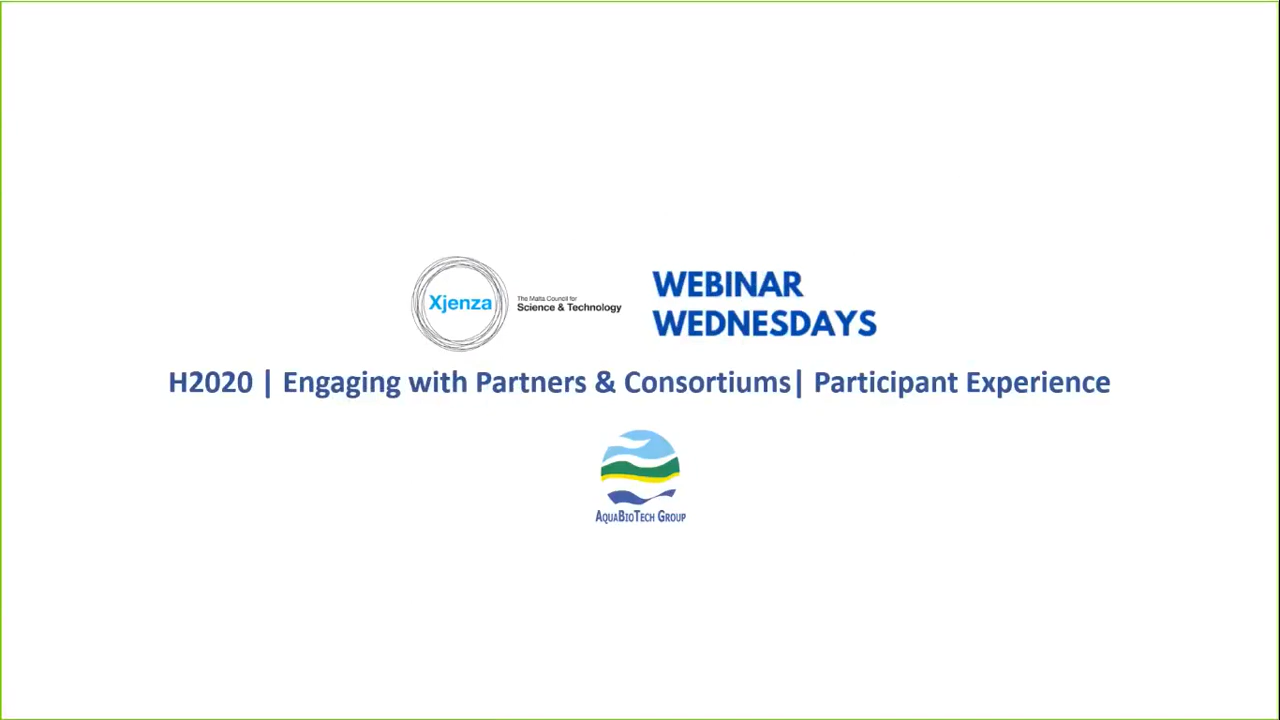 Xjenza
The Malta Council for
Science & Technology
WEBINAR
WEDNESDAYS
H2020 | Engaging with Partners & Consortiums| Participant Experience
AQUABIOTECH GROUP